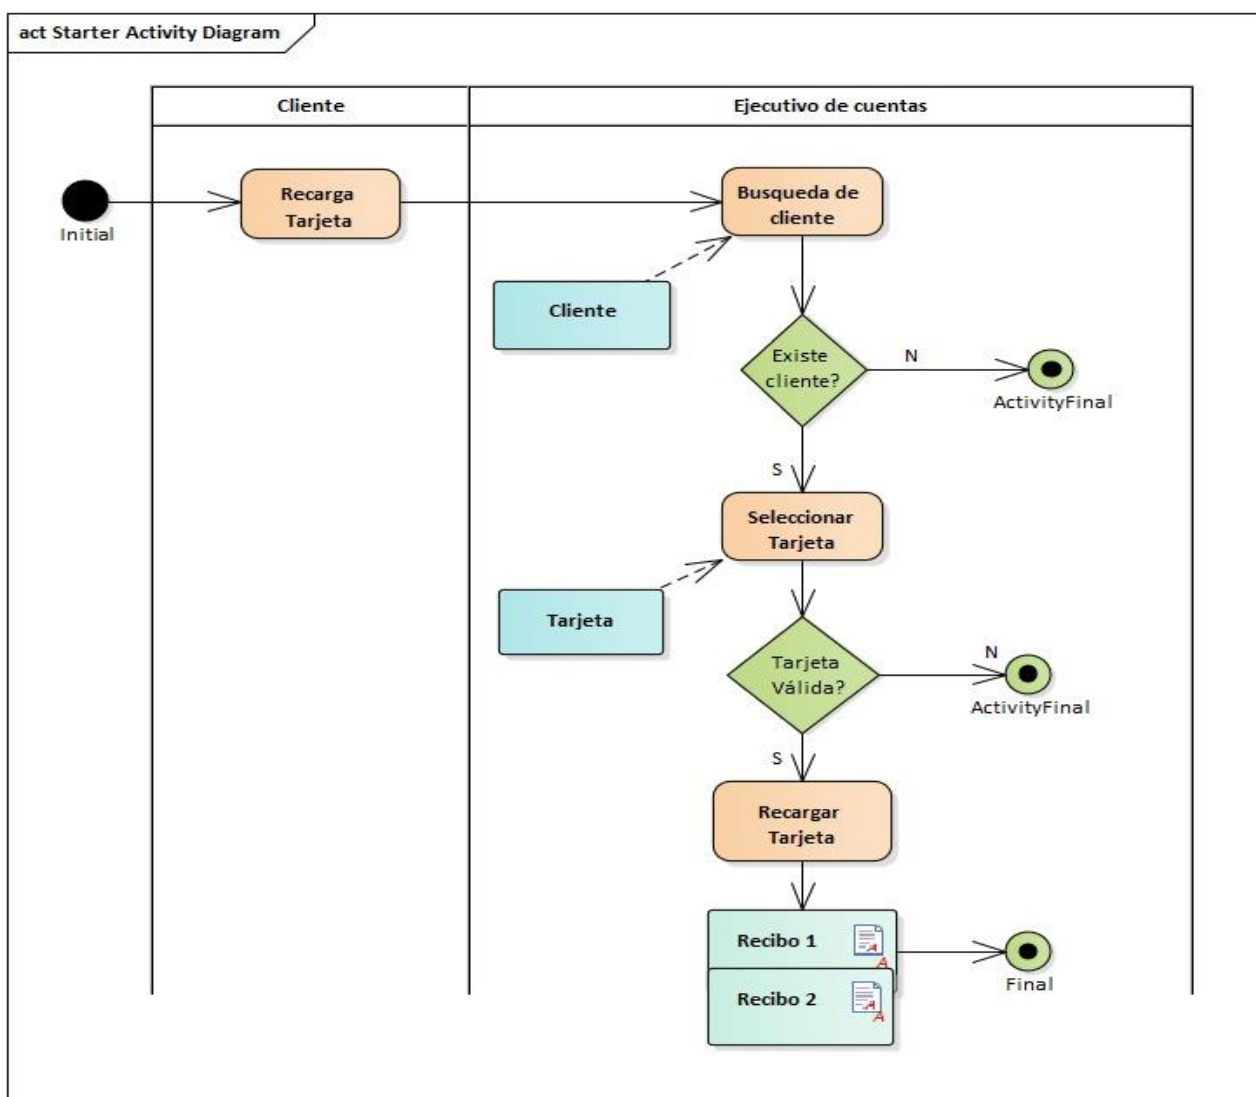 act Starter Activity Diagram
Cliente
Ejecutivo de cuentas
Initial
Recarga
Tarjeta
Busqueda de
cliente
Cliente
Existe
cliente?
N
ActivityFinal
S
Seleccionar
Tarjeta
Tarjeta
Tarjeta
Válida?
N
ActivityFinal
S
Recargar
Tarjeta
Recibo 1
A
A
Final
Recibo 2
A
A